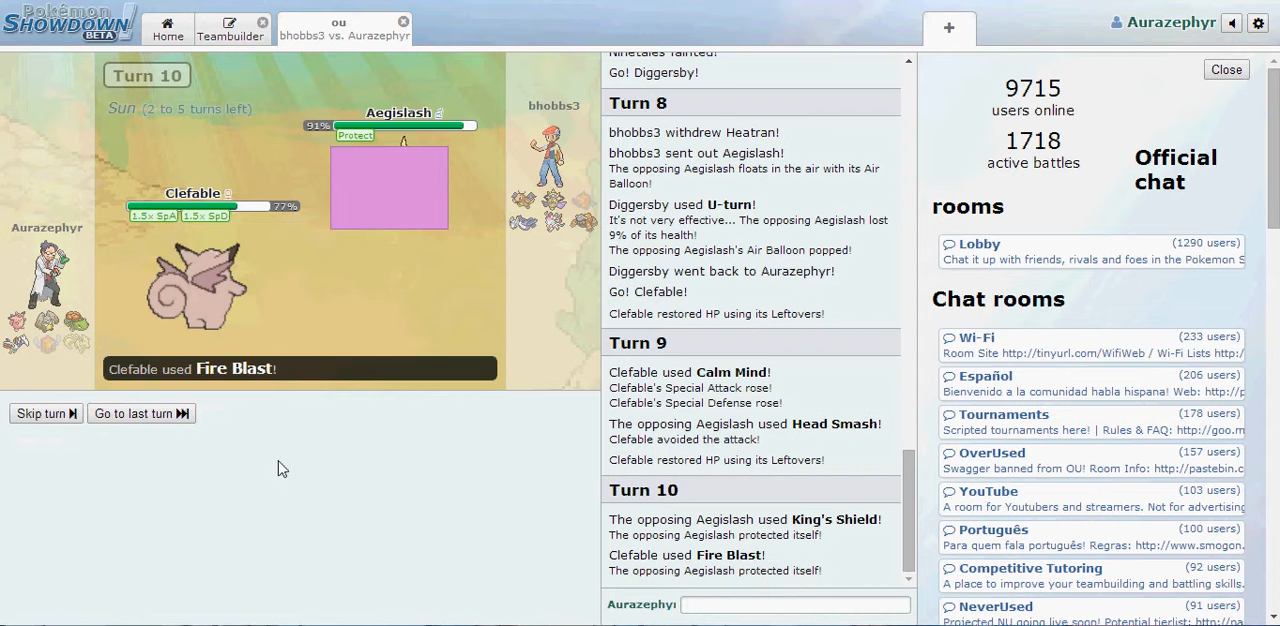 Pokémon
SHOWDOWN!
BETA
Home
Teambuilder
ou
bhobbs3 vs. Aurazephyr
+
Aurazephyr
Turn 10
Sun (2 to 5 turns left)
Aegislash
91%
Protect
Clefable
77%
1.5× SpA 1.5× SpD
Aurazephyr
bhobbs3
Clefable used Fire Blast!
Skip turn
Go to last turn
Ninetales fainted!
Go! Diggersby!
Turn 8
bhobbs3 withdrew Heatran!
bhobbs3 sent out Aegislash!
The opposing Aegislash floats in the air with its Air
Balloon!
Diggersby used U-turn!
It's not very effective... The opposing Aegislash lost
9% of its health!
The opposing Aegislash's Air Balloon popped!
Diggersby went back to Aurazephyr!
Go! Clefable!
Clefable restored HP using its Leftovers!
Turn 9
Clefable used Calm Mind!
Clefable's Special Attack rose!
Clefable's Special Defense rose!
The opposing Aegislash used Head Smash!
Clefable avoided the attack!
Clefable restored HP using its Leftovers!
Turn 10
The opposing Aegislash used King's Shield!
The opposing Aegislash protected itself!
Clefable used Fire Blast!
The opposing Aegislash protected itself!
Aurazephyr
Close
9715
users online
1718
active battles
Official
chat
rooms
Lobby (1290 users)
Chat it up with friends, rivals and foes in the Pokemon S
Chat rooms
Wi-Fi (233 users)
Room Site http://tinyurl.com/WifiWeb / Wi-Fi Lists http:/
Español (206 users)
Bienvenido a la comunidad habla hispana! Web: http://p
Tournaments (178 users)
Scripted tournaments here! | Rules & FAQ: http://goo.m
OverUsed (157 users)
Swagger banned from OU! Room Info: http://pastebin.c
YouTube (103 users)
A room for Youtubers and streamers. Not for advertising
Português (100 users)
Para quem fala português! Regras: http://www.smogon.
Competitive Tutoring (92 users)
A place to improve your teambuilding and battling skills.
NeverUsed (91 users)
Projected NU going live soon! Potential tierlist: http://pa